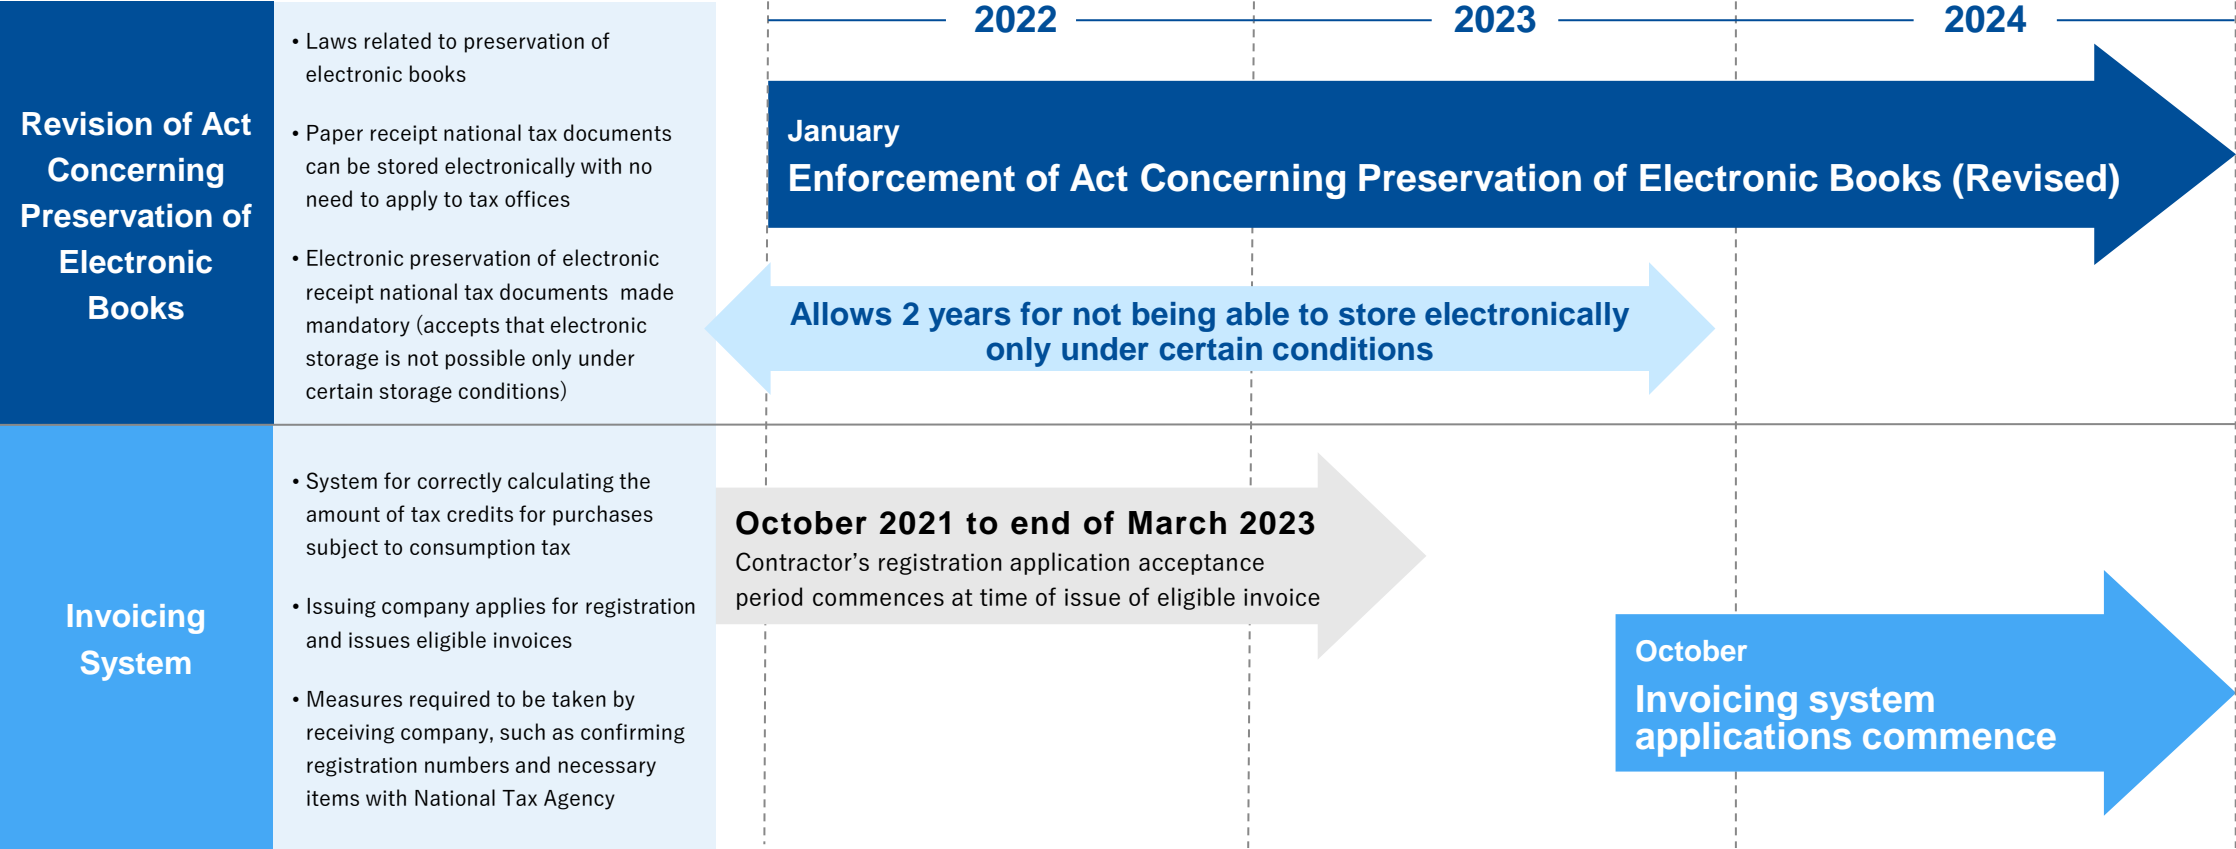 2022
2023
2024
Revision of Act
Concerning
Preservation of
Electronic
Books
• Laws related to preservation of
electronic books
• Paper receipt national tax documents
can be stored electronically with no
need to apply to tax offices
• Electronic preservation of electronic
receipt national tax documents  made
mandatory (accepts that electronic
storage is not possible only under
certain storage conditions)
January
Enforcement of Act Concerning Preservation of Electronic Books (Revised)
Allows 2 years for not being able to store electronically
only under certain conditions
Invoicing
System
• System for correctly calculating the
amount of tax credits for purchases
subject to consumption tax
• Issuing company applies for registration
and issues eligible invoices
• Measures required to be taken by
receiving company, such as confirming
registration numbers and necessary
items with National Tax Agency
October 2021 to end of March 2023
Contractor's registration application acceptance
period commences at time of issue of eligible invoice
October
Invoicing system
applications commence